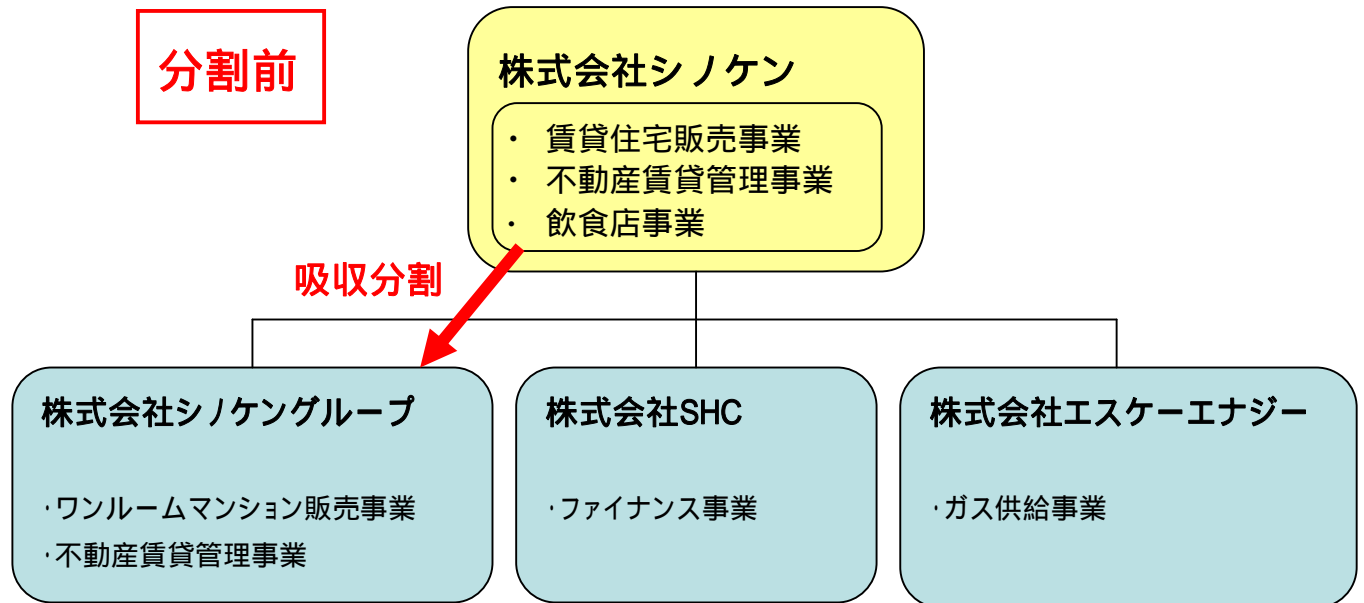 分割前
株式会社シノケン
・ 賃貸住宅販売事業
・ 不動産賃貸管理事業
・ 飲食店事業
吸収分割
株式会社シノケングループ
・ワンルームマンション販売事業
・不動産賃貸管理事業
株式会社SHC
・ファイナンス事業
株式会社エスケーエナジー
・ガス供給事業